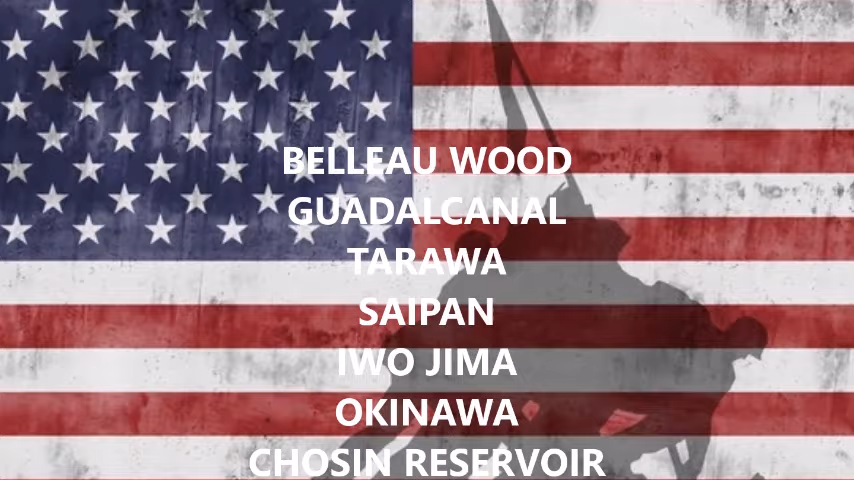 BELLEAU WOOD
GUADALCANAL
TARAWA
SAIPAN
IWO JIMA
OKINAWA
CHOSIN RESERVOIR